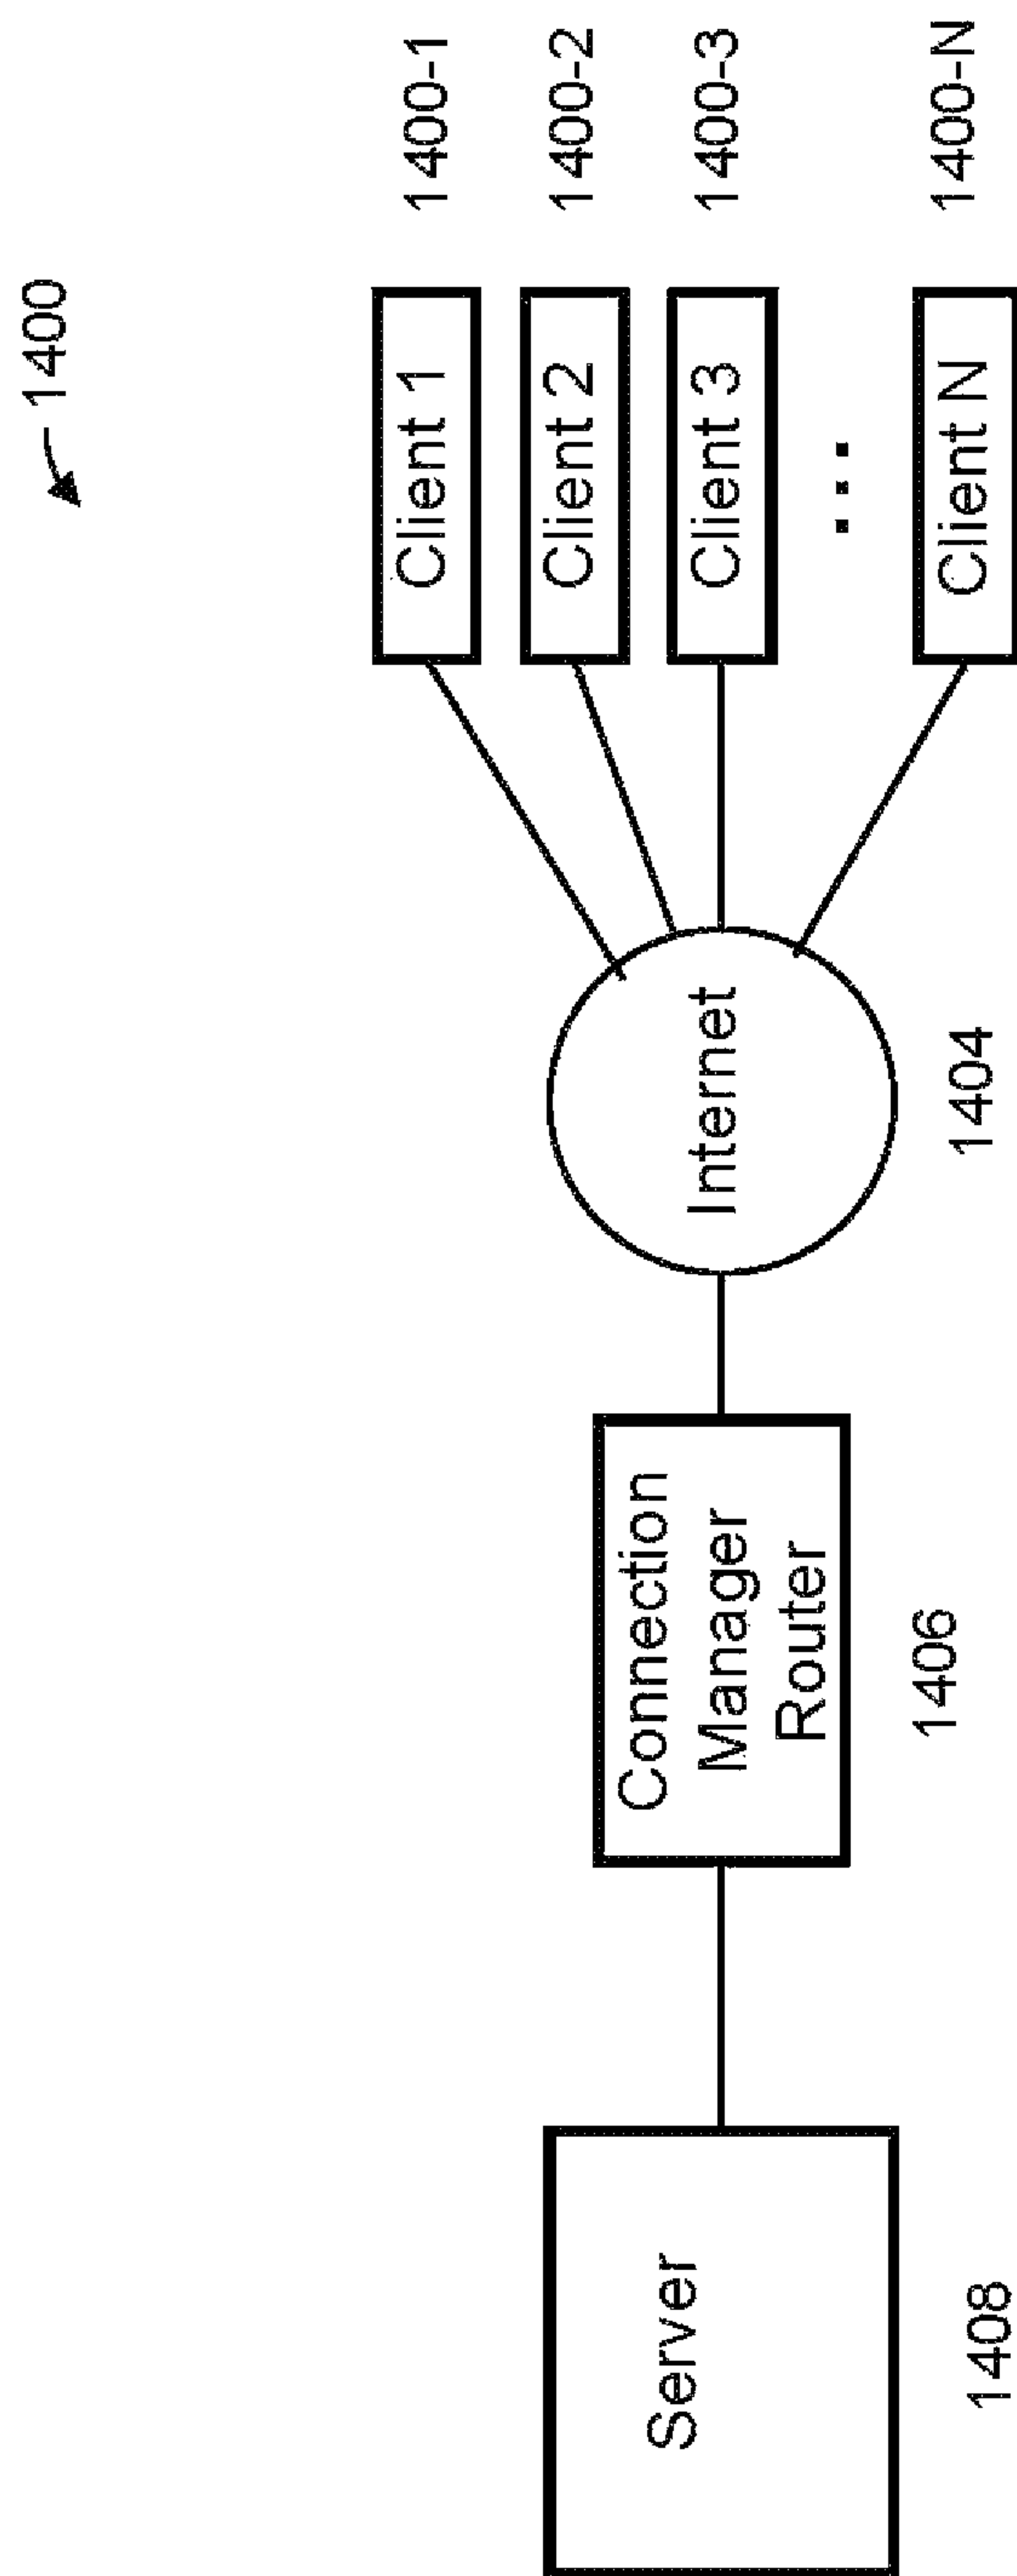 1400
Client 1
1400-1
Client 2
1400-2
Client 3
1400-3
...
Client N
1400-N
Internet
1404
Connection
Manager
Router
1406
Server
1408